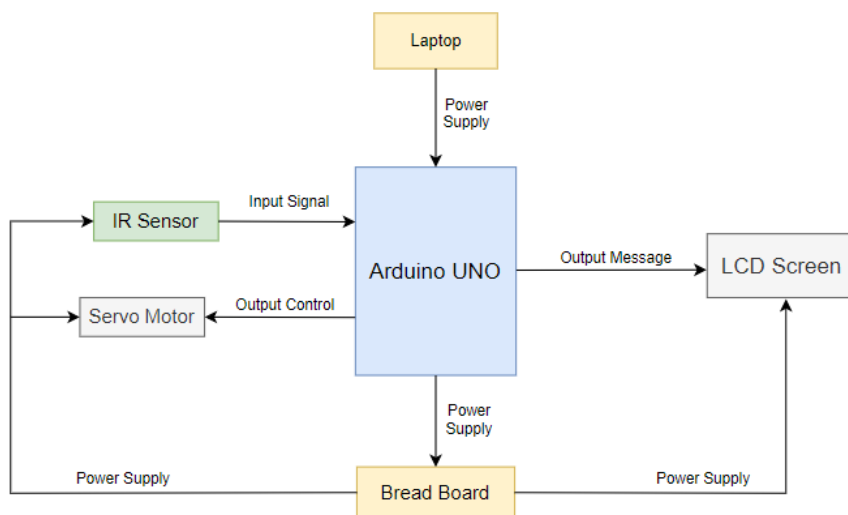 Laptop
Power
Supply
Input Signal
IR Sensor
Arduino UNO
Output Message
LCD Screen
Servo Motor
Output Control
Power
Supply
Power Supply
Bread Board
Power Supply